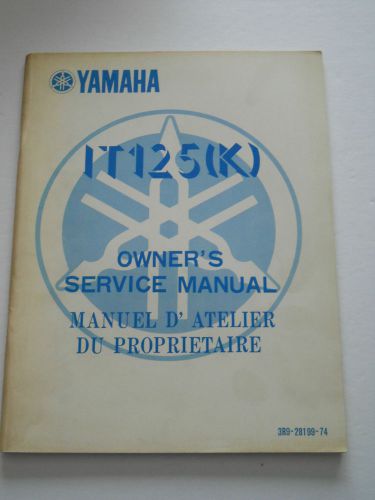 YAMAHA
IT125(K)
OWNER'S
SERVICE MANUAL
MANUEL D' ATELIER
DU PROPRIETAIRE
3R9-28199-74